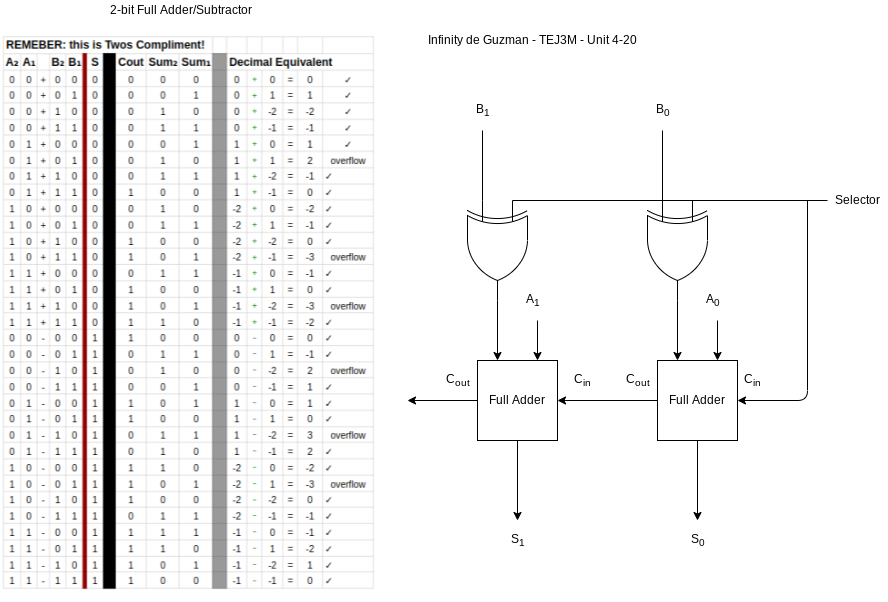 2-bit Full Adder/Subtractor
REMEBER: this is Twos Compliment!
A₂ A₁ B₂ B₁ S Cout Sum₂ Sum₁ Decimal Equivalent
0 0 + 0 0 0 0 0 0 0 + 0 = 0 ✓
0 0 + 0 1 0 0 0 1 0 + 1 = 1 ✓
0 0 + 1 0 0 0 1 0 0 + -2 = -2 ✓
0 0 + 1 1 0 0 1 1 0 + -1 = -1 ✓
0 1 + 0 0 0 0 0 1 1 + 0 = 1 ✓
0 1 + 0 1 0 0 1 0 1 + 1 = 2 overflow
0 1 + 1 0 0 0 1 1 1 + -2 = -1 ✓
0 1 + 1 1 0 1 0 0 1 + -1 = 0 ✓
1 0 + 0 0 0 0 1 0 -2 + 0 = -2 ✓
1 0 + 0 1 0 0 1 1 -2 + 1 = -1 ✓
1 0 + 1 0 0 1 0 0 -2 + -2 = 0 ✓
1 0 + 1 1 0 1 0 1 -2 + -1 = -3 overflow
1 1 + 0 0 0 0 1 1 -1 + 0 = -1 ✓
1 1 + 0 1 0 1 0 0 -1 + 1 = 0 ✓
1 1 + 1 0 0 1 0 1 -1 + -2 = -3 overflow
1 1 + 1 1 0 1 1 0 -1 + -1 = -2 ✓
0 0 - 0 0 1 1 0 0 0 - 0 = 0 ✓
0 0 - 0 1 1 0 1 1 0 - 1 = -1 ✓
0 0 - 1 0 1 0 1 0 0 - -2 = 2 overflow
0 0 - 1 1 1 0 0 1 0 - -1 = 1 ✓
0 1 - 0 0 1 1 0 1 1 - 0 = 1 ✓
0 1 - 0 1 1 1 0 0 1 - 1 = 0 ✓
0 1 - 1 0 1 0 1 1 1 - -2 = 3 overflow
0 1 - 1 1 1 0 1 0 1 - -1 = 2 ✓
1 0 - 0 0 1 1 1 0 -2 - 0 = -2 ✓
1 0 - 0 1 1 1 0 1 -2 - 1 = -3 overflow
1 0 - 1 0 1 1 0 0 -2 - -2 = 0 ✓
1 0 - 1 1 1 0 1 1 -2 - -1 = -1 ✓
1 1 - 0 0 1 1 1 1 -1 - 0 = -1 ✓
1 1 - 0 1 1 1 1 0 -1 - 1 = -2 ✓
1 1 - 1 0 1 1 0 1 -1 - -2 = 1 ✓
1 1 - 1 1 1 1 0 0 -1 - -1 = 0 ✓
Infinity de Guzman - TEJ3M - Unit 4-20
B₁ B₀
Selector
A₁ A₀
Cout Cin Cout Cin
Full Adder Full Adder
S₁ S₀